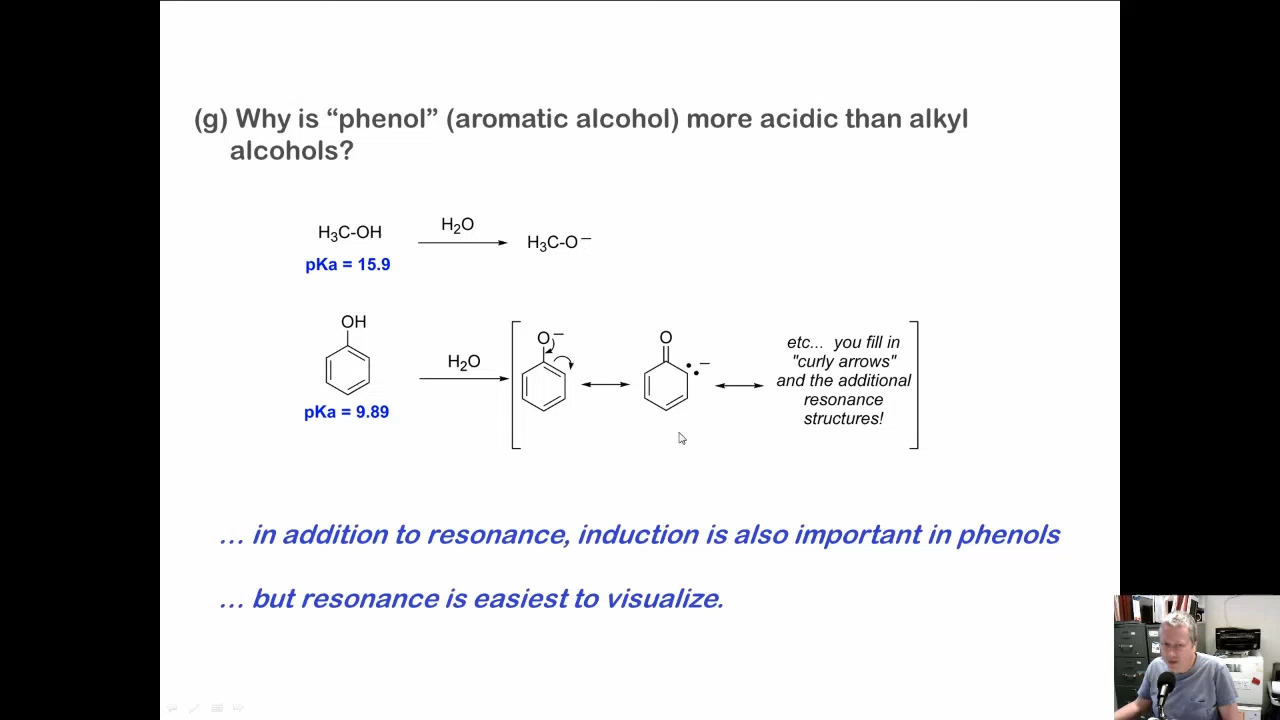 (g) Why is “phenol” (aromatic alcohol) more acidic than alkyl
alcohols?
H₃C-OH
H₂O
H₃C-O⁻
pKa = 15.9
OH
H₂O
pKa = 9.89
O⁻
O
etc... you fill in
"curly arrows"
and the additional
resonance
structures!
... in addition to resonance, induction is also important in phenols
... but resonance is easiest to visualize.